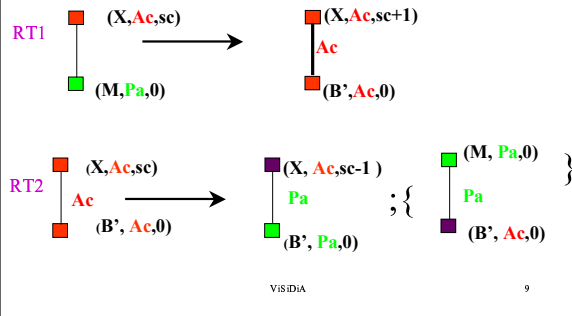 RT1
(X,Ac,sc)
(X,Ac,sc+1)
Ac
(M,Pa,0)
(B’,Ac,0)
RT2
(X,Ac,sc)
(X, Ac,sc-1 )
(M, Pa,0)
}
Ac
Pa
;{
Pa
(B’, Ac,0)
(B’, Pa,0)
(B’, Ac,0)
ViSiDiA
9